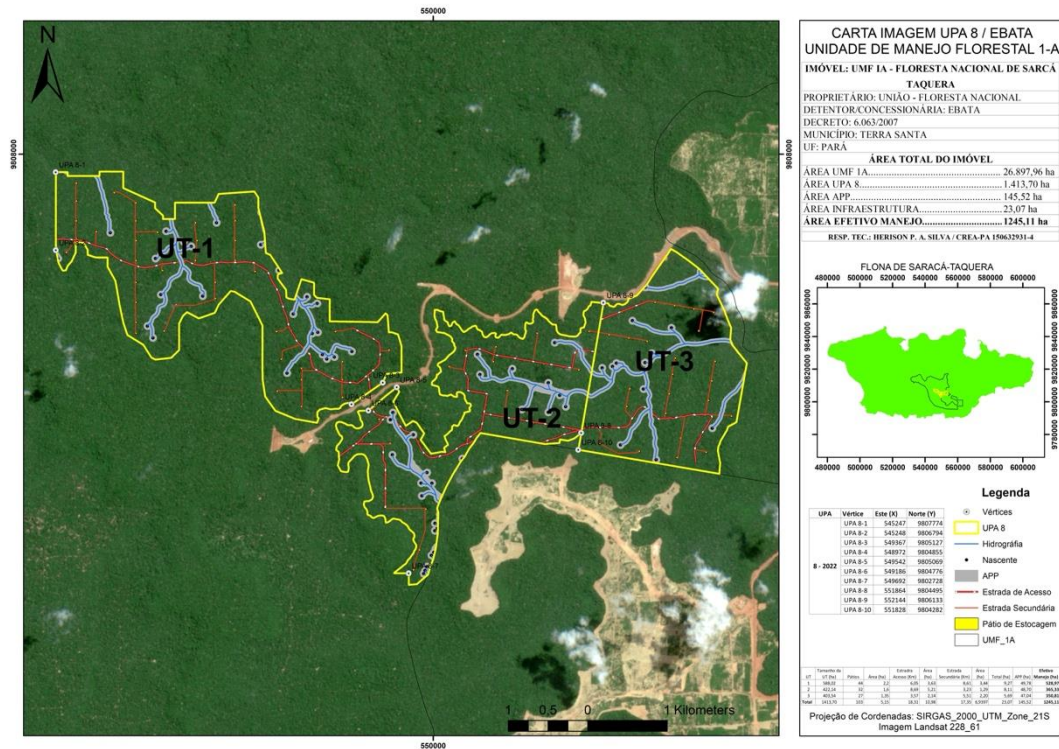 550000
N
9808000
9808000
UPA 8-1
UT-1
UPA 8-9
UT-3
UT-2
UPA 8-8
UPA 8-10
1 0,5 0 1 Kilometers
550000
CARTA IMAGEM UPA 8 / EBATA
UNIDADE DE MANEJO FLORESTAL 1-A
IMÓVEL: UMF IA - FLORESTA NACIONAL DE SARCÁ
TAQUERA
PROPRIETÁRIO: UNIÃO - FLORESTA NACIONAL
DETENTOR/CONCESSIONÁRIA: EBATA
DECRETO: 6.063/2007
MUNICÍPIO: TERRA SANTA
UF: PARÁ
ÁREA TOTAL DO IMÓVEL
ÁREA UMF 1A............................ 26.897,96 ha
ÁREA UPA 8............................... 1.413,70 ha
ÁREA APP.................................... 145,52 ha
ÁREA INFRAESTRUTURA................ 23,07 ha
ÁREA EFETIVO MANEJO................. 1245,11 ha
RESP. TEC.: HERISON P. A. SILVA / CREA-PA 150632931-4
FLONA DE SARACÁ-TAQUERA
480000 500000 520000 540000 560000 580000 600000
9860000
9840000
9820000
9800000
9780000
480000 500000 520000 540000 560000 580000 600000
Legenda
Vértices
UPA 8
Hidrográfia
Nascente
APP
Estrada de Acesso
Estrada Secundária
Pátio de Estocagem
UMF_1A
UPA Vértice Este (X) Norte (Y)
8 - 2022
UPA 8-1 545247 9807774
UPA 8-2 545248 9806794
UPA 8-3 549367 9805127
UPA 8-4 548972 9804855
UPA 8-5 549542 9805069
UPA 8-6 549186 9804776
UPA 8-7 549692 9802728
UPA 8-8 551864 9804495
UPA 8-9 552144 9806133
UPA 8-10 551828 9804282
Projeção de Cordenadas: SIRGAS_2000_UTM_Zone_21S
Imagem Landsat 228_61